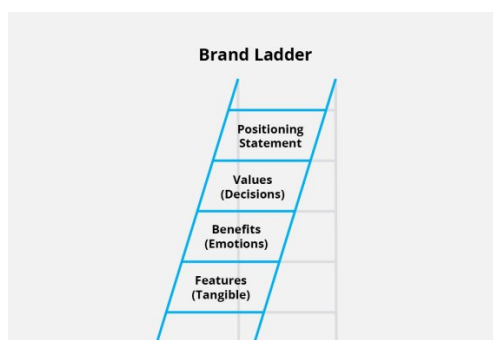 Brand Ladder
Positioning
Statement
Values
(Decisions)
Benefits
(Emotions)
Features
(Tangible)